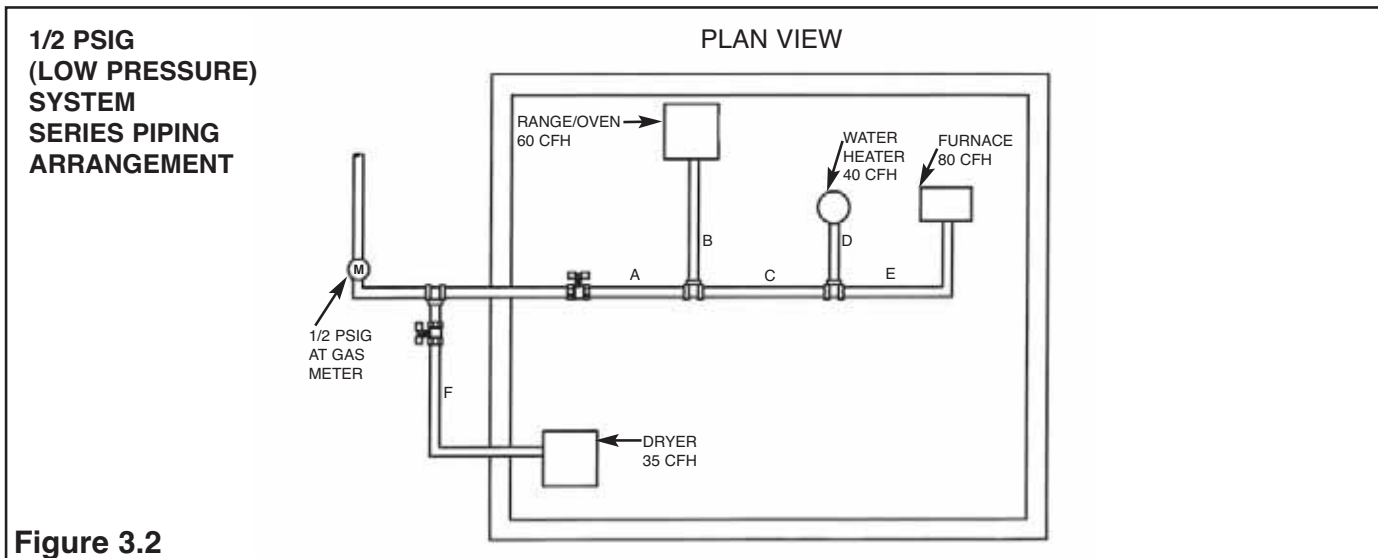 1/2 PSIG
(LOW PRESSURE)
SYSTEM
SERIES PIPING
ARRANGEMENT
PLAN VIEW
RANGE/OVEN
60 CFH
WATER
HEATER
40 CFH
FURNACE
80 CFH
B
D
M
A
C
E
1/2 PSIG
AT GAS
METER
F
DRYER
35 CFH
Figure 3.2